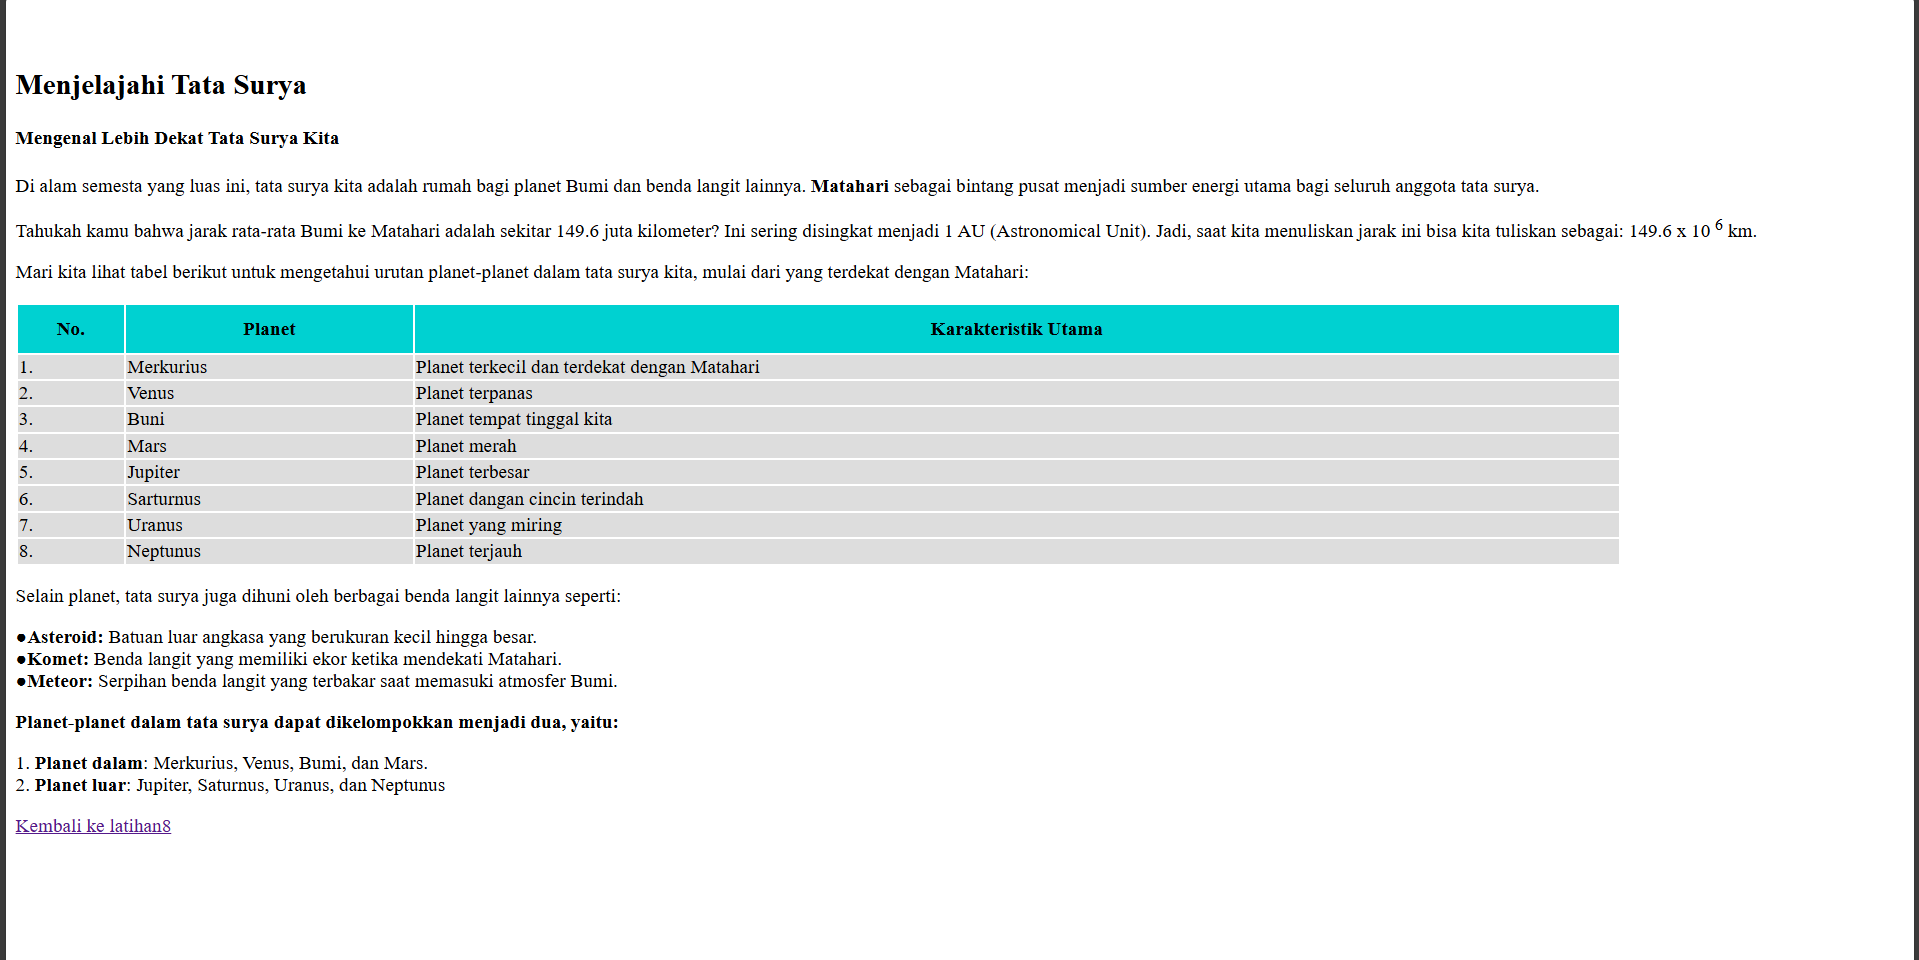 Menjelajahi Tata Surya
Mengenal Lebih Dekat Tata Surya Kita
Di alam semesta yang luas ini, tata surya kita adalah rumah bagi planet Bumi dan benda langit lainnya. Matahari sebagai bintang pusat menjadi sumber energi utama bagi seluruh anggota tata surya.
Tahukah kamu bahwa jarak rata-rata Bumi ke Matahari adalah sekitar 149.6 juta kilometer? Ini sering disingkat menjadi 1 AU (Astronomical Unit). Jadi, saat kita menuliskan jarak ini bisa kita tuliskan sebagai: 149.6 x 10 ⁶ km.
Mari kita lihat tabel berikut untuk mengetahui urutan planet-planet dalam tata surya kita, mulai dari yang terdekat dengan Matahari:
No. Planet Karakteristik Utama
1. Merkurius Planet terkecil dan terdekat dengan Matahari
2. Venus Planet terpanas
3. Buni Planet tempat tinggal kita
4. Mars Planet merah
5. Jupiter Planet terbesar
6. Sarturnus Planet dangan cincin terindah
7. Uranus Planet yang miring
8. Neptunus Planet terjauh
Selain planet, tata surya juga dihuni oleh berbagai benda langit lainnya seperti:
●Asteroid: Batuan luar angkasa yang berukuran kecil hingga besar.
●Komet: Benda langit yang memiliki ekor ketika mendekati Matahari.
●Meteor: Serpihan benda langit yang terbakar saat memasuki atmosfer Bumi.
Planet-planet dalam tata surya dapat dikelompokkan menjadi dua, yaitu:
1. Planet dalam: Merkurius, Venus, Bumi, dan Mars.
2. Planet luar: Jupiter, Saturnus, Uranus, dan Neptunus
Kembali ke latihan8